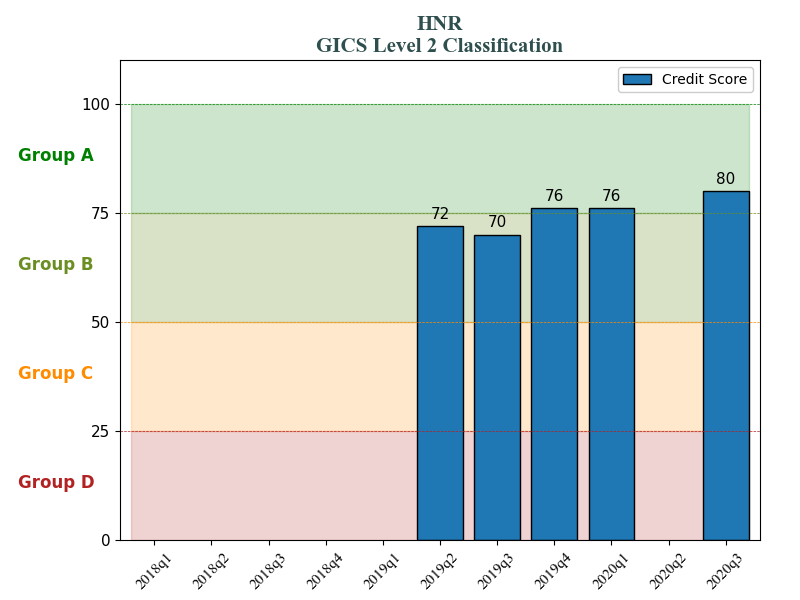 HNR
GICS Level 2 Classification
Credit Score
100
Group A
80
76
76
75
72
70
Group B
50
Group C
25
Group D
0
2018q1
2018q2
2018q3
2018q4
2019q1
2019q2
2019q3
2019q4
2020q1
2020q2
2020q3